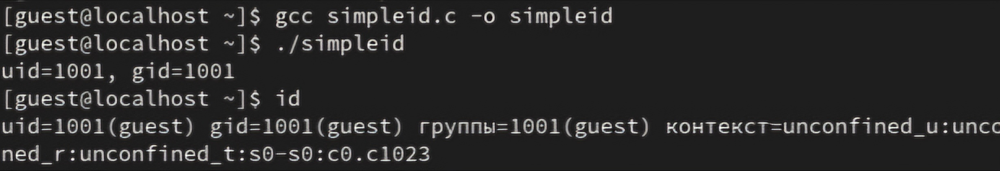 [guest@localhost ~]$ gcc simpleid.c -o simpleid
[guest@localhost ~]$ ./simpleid
uid=1001, gid=1001
[guest@localhost ~]$ id
uid=1001(guest) gid=1001(guest) группы=1001(guest) контекст=unconfined_u:unco
ned_r:unconfined_t:s0-s0:c0.c1023